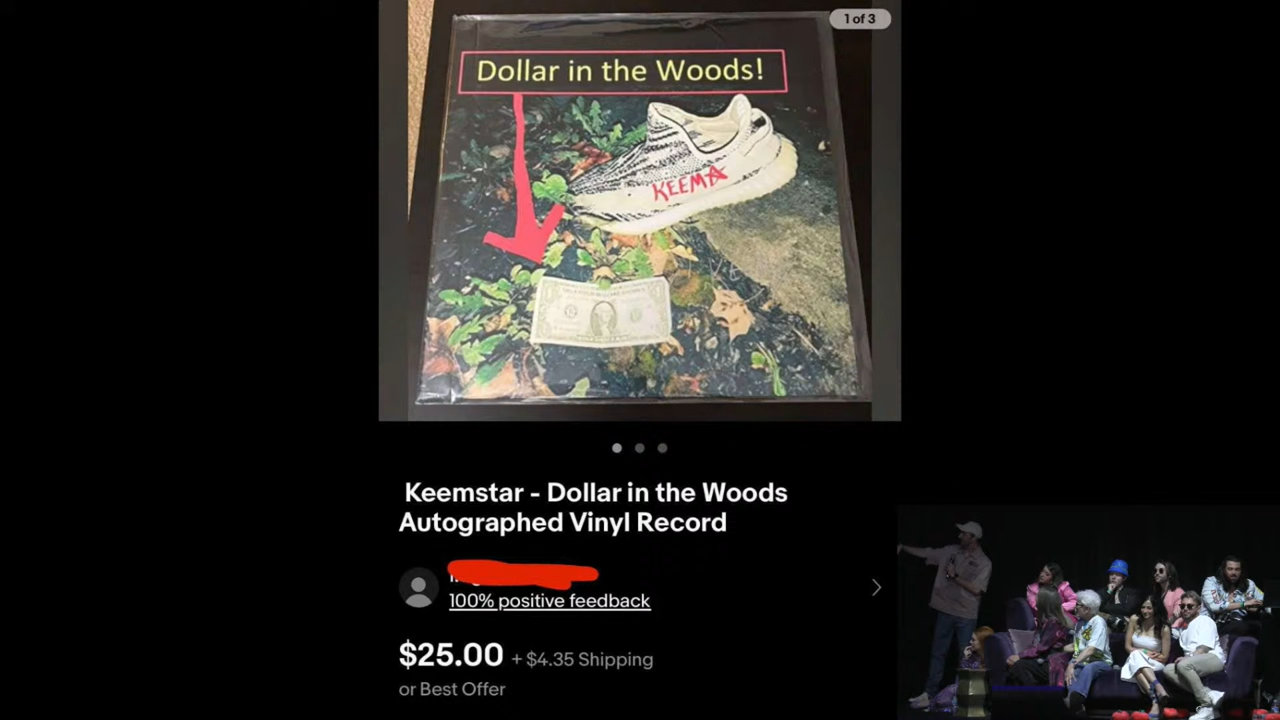 1 of 3
Dollar in the Woods!
KEEMA
Keemstar - Dollar in the Woods
Autographed Vinyl Record
100% positive feedback
$25.00 + $4.35 Shipping
or Best Offer